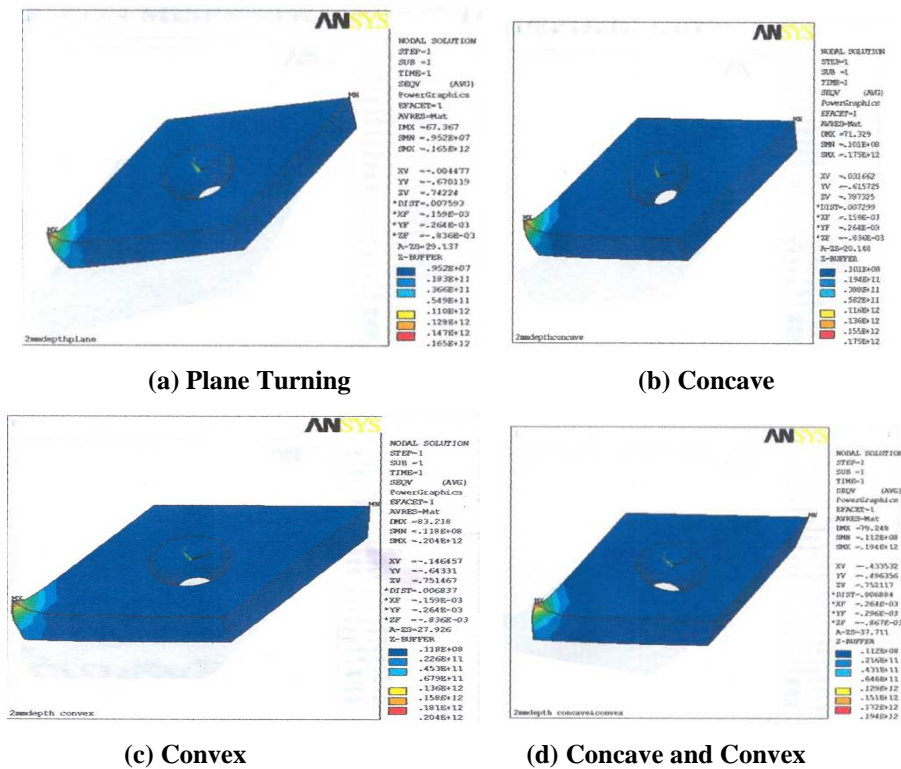 ANSYS
NODAL SOLUTION
STEP=1
SUB =1
TIME=1
SEQV (AVG)
PowerGraphics
EFACET=1
AVRES=Mat
DMX =67.367
SMN =.952E+07
SMX =.165E+12
XV =-.004477
YV =-.670119
ZV =.74224
*DIST=.007593
*XF =.159E-03
*YF =.264E-03
*ZF =-.836E-03
A-ZS=29.137
Z-BUFFER
.952E+07
.183E+11
.366E+11
.549E+11
.110E+12
.128E+12
.147E+12
.165E+12
MN
MX
2mmdepthplane
(a) Plane Turning
ANSYS
NODAL SOLUTION
STEP=1
SUB =1
TIME=1
SEQV (AVG)
PowerGraphics
EFACET=1
AVRES=Mat
DMX =71.329
SMN =.101E+08
SMX =.175E+12
XV =.031662
YV =-.615725
ZV =.787325
*DIST=.007299
*XF =.159E-03
*YF =.264E-03
*ZF =-.836E-03
A-ZS=20.148
Z-BUFFER
.101E+08
.194E+11
.388E+11
.582E+11
.116E+12
.136E+12
.155E+12
.175E+12
MN
MX
2mmdepthconcave
(b) Concave
ANSYS
NODAL SOLUTION
STEP=1
SUB =1
TIME=1
SEQV (AVG)
PowerGraphics
EFACET=1
AVRES=Mat
DMX =83.218
SMN =.118E+08
SMX =.204E+12
XV =-.146457
YV =-.64331
ZV =.751467
*DIST=.006837
*XF =.159E-03
*YF =.264E-03
*ZF =-.836E-03
A-ZS=27.926
Z-BUFFER
.118E+08
.226E+11
.453E+11
.679E+11
.136E+12
.158E+12
.181E+12
.204E+12
MN
MX
2mmdepth convex
(c) Convex
ANSYS
NODAL SOLUTION
STEP=1
SUB =1
TIME=1
SEQV (AVG)
PowerGraphics
EFACET=1
AVRES=Mat
DMX =79.248
SMN =.112E+08
SMX =.194E+12
XV =-.433532
YV =-.496356
ZV =.752117
*DIST=.006884
*XF =.264E-03
*YF =.296E-03
*ZF =-.867E-03
A-ZS=37.711
Z-BUFFER
.112E+08
.216E+11
.431E+11
.646E+11
.129E+12
.151E+12
.172E+12
.194E+12
MN
MX
2mmdepth concave&convex
(d) Concave and Convex